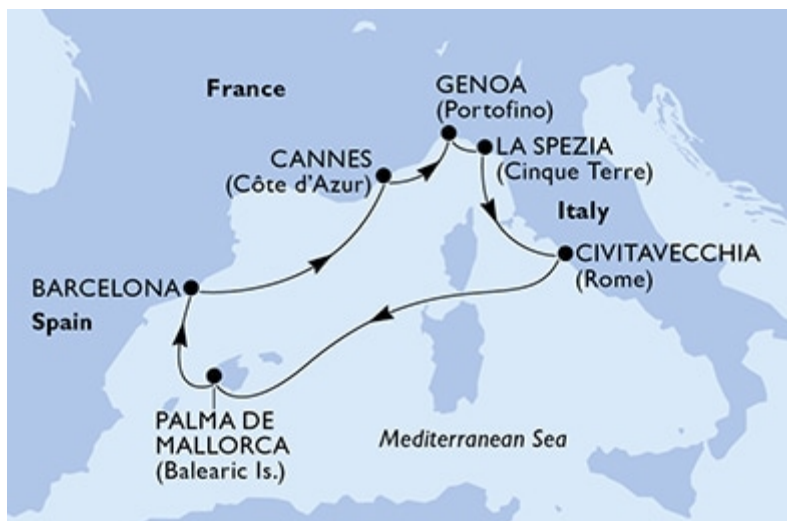 France
GENOA
(Portofino)
CANNES
(Côte d'Azur)
LA SPEZIA
(Cinque Terre)
Italy
CIVITAVECCHIA
(Rome)
BARCELONA
Spain
PALMA DE
MALLORCA
(Balearic Is.)
Mediterranean Sea